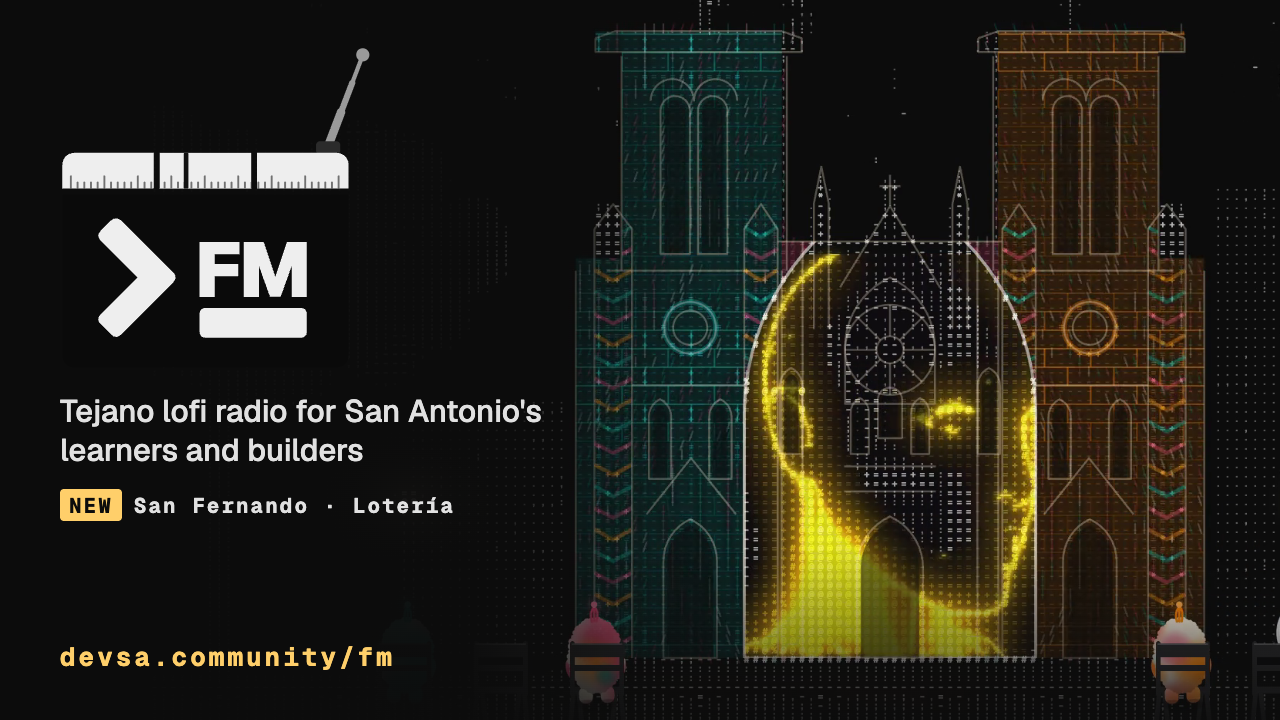 FM
Tejano lofi radio for San Antonio's
learners and builders
NEW San Fernando · Lotería
devsa.community/fm